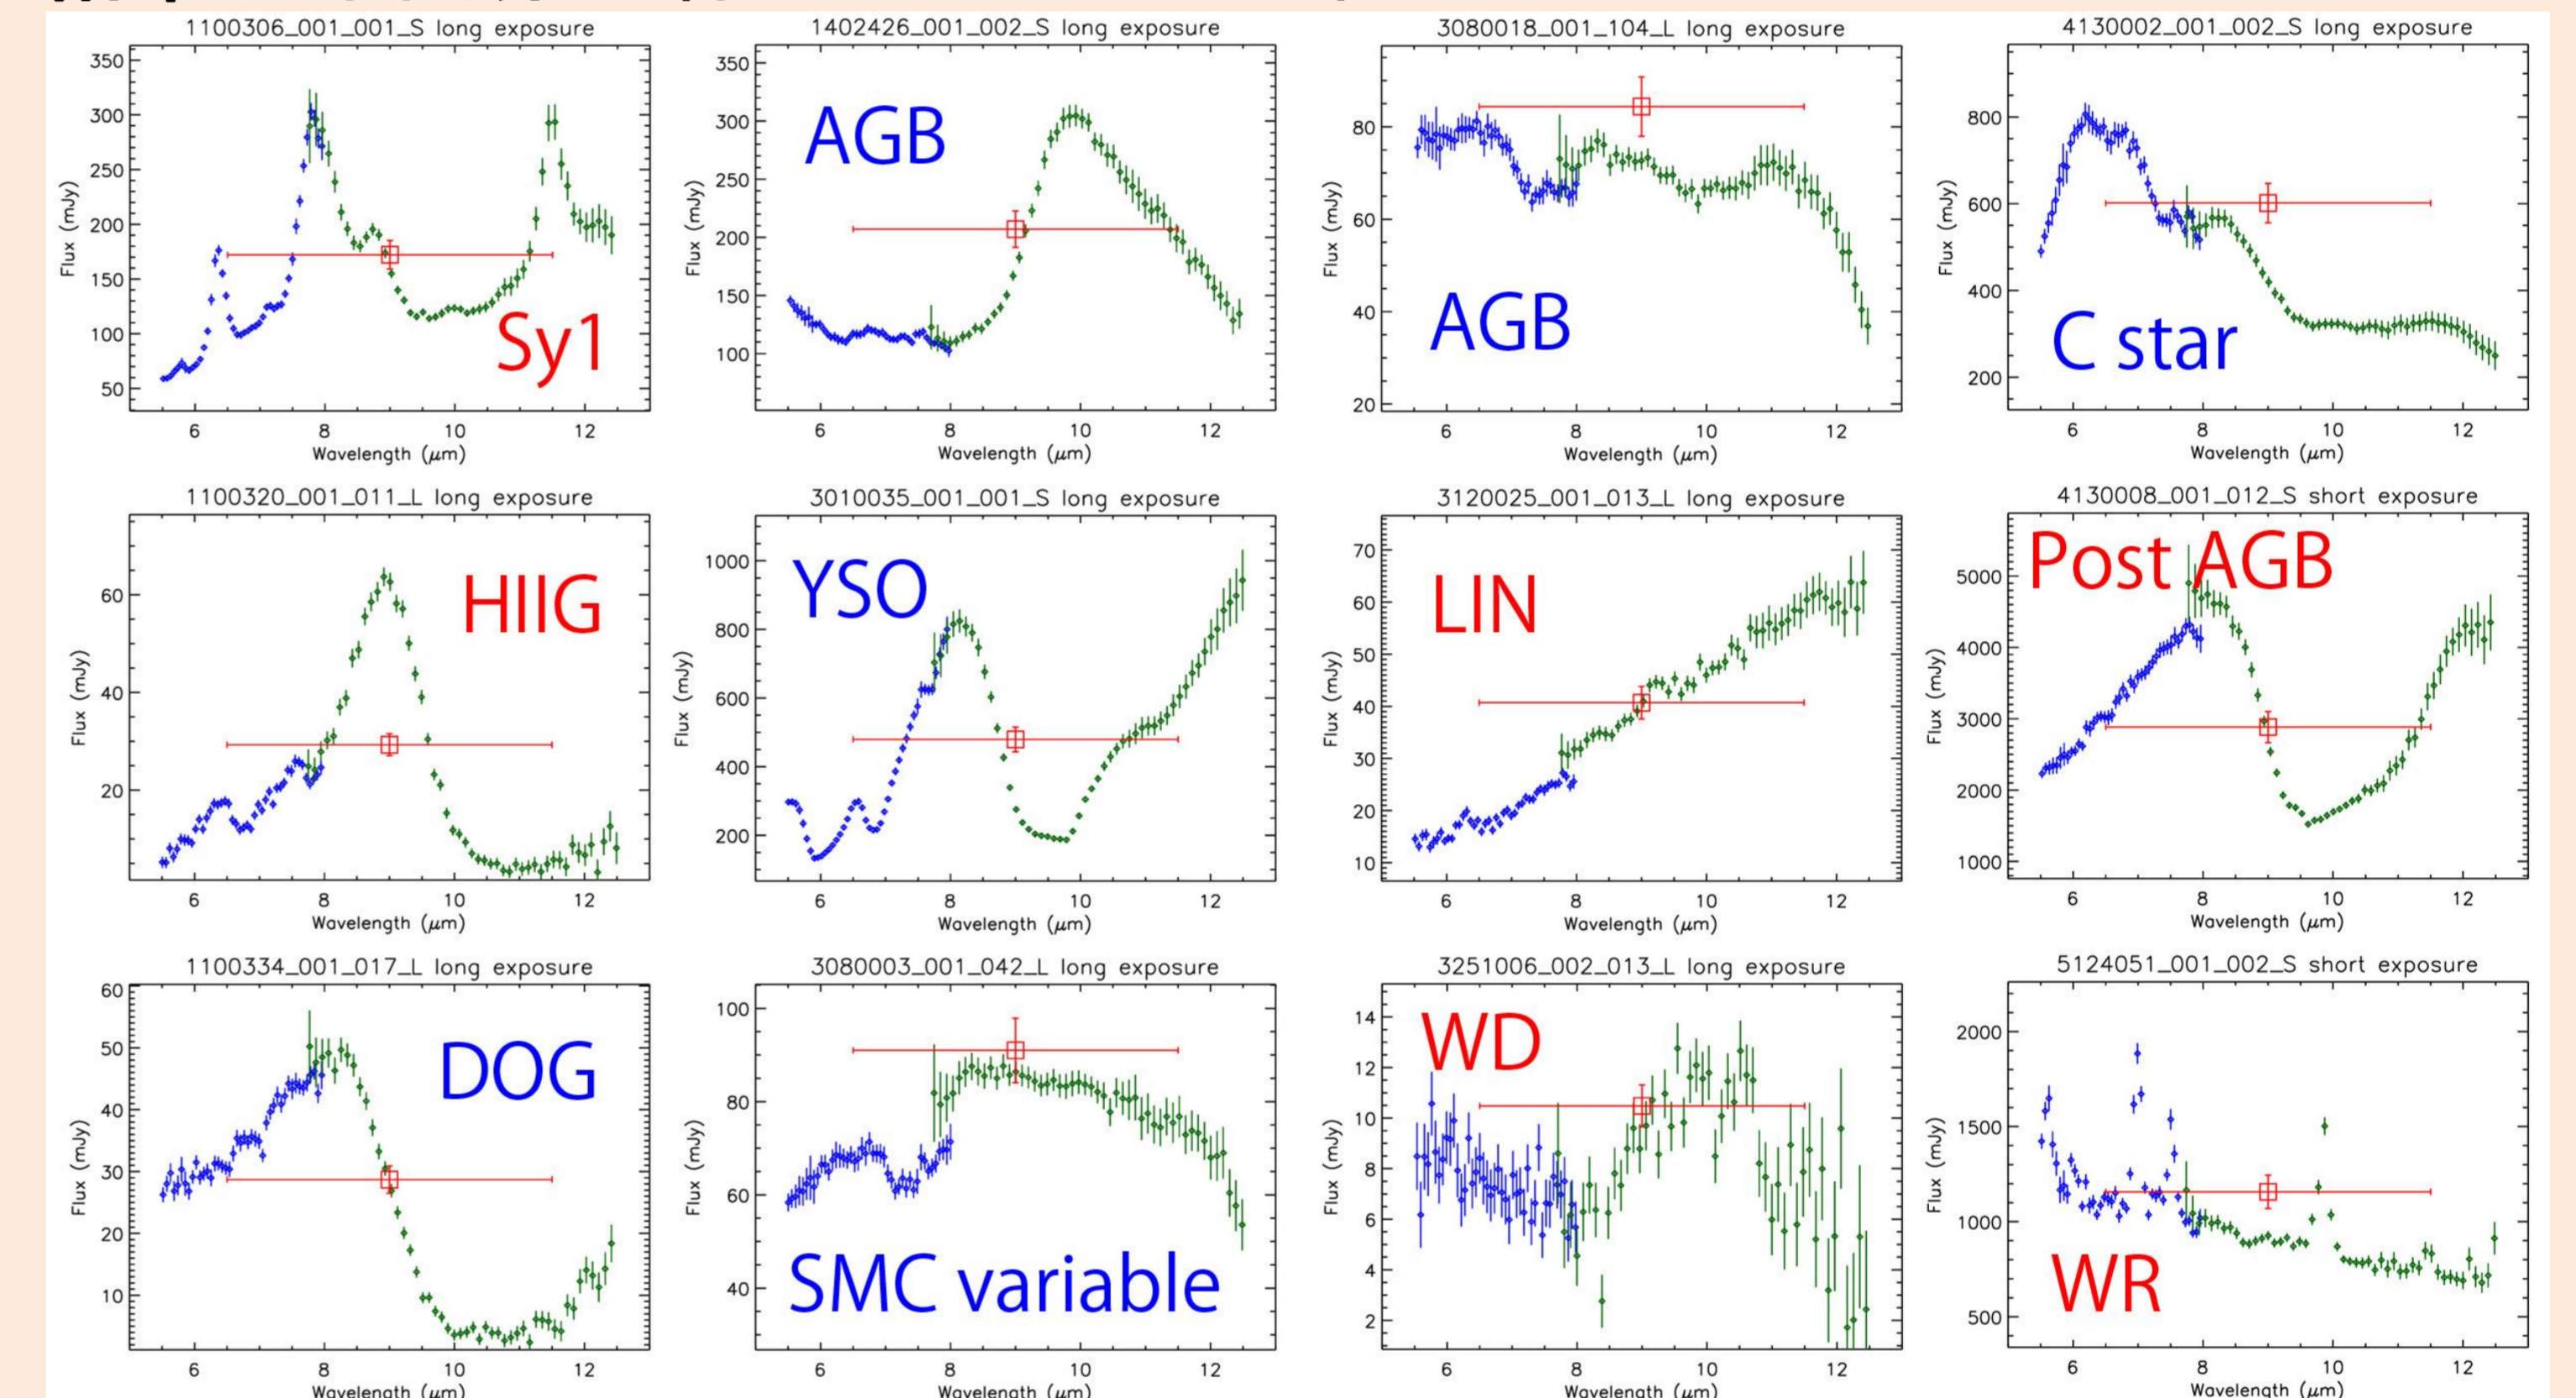 1100306_001_001_S long exposure
350
300
250
200
150
100
50
Flux (mJy)
Sy1
6 8 10 12
Wavelength (μm)
1402426_001_002_S long exposure
350
300
250
200
150
100
Flux (mJy)
AGB
6 8 10 12
Wavelength (μm)
3080018_001_104_L long exposure
80
60
40
20
Flux (mJy)
AGB
6 8 10 12
Wavelength (μm)
4130002_001_002_S long exposure
800
600
400
200
Flux (mJy)
C star
6 8 10 12
Wavelength (μm)
1100320_001_011_L long exposure
60
40
20
Flux (mJy)
HIIG
6 8 10 12
Wavelength (μm)
3010035_001_001_S long exposure
1000
800
600
400
200
Flux (mJy)
YSO
6 8 10 12
Wavelength (μm)
3120025_001_013_L long exposure
70
60
50
40
30
20
10
Flux (mJy)
LIN
6 8 10 12
Wavelength (μm)
4130008_001_012_S short exposure
5000
4000
3000
2000
1000
Flux (mJy)
Post AGB
6 8 10 12
Wavelength (μm)
1100334_001_017_L long exposure
60
50
40
30
20
10
Flux (mJy)
DOG
6 8 10 12
Wavelength (μm)
3080003_001_042_L long exposure
100
80
60
40
Flux (mJy)
SMC variable
6 8 10 12
Wavelength (μm)
3251006_002_013_L long exposure
14
12
10
8
6
4
2
Flux (mJy)
WD
6 8 10 12
Wavelength (μm)
5124051_001_002_S short exposure
2000
1500
1000
500
Flux (mJy)
WR
6 8 10 12
Wavelength (μm)